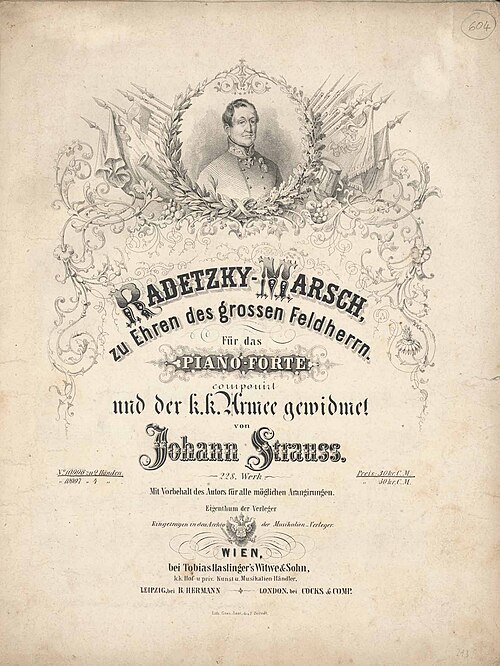 604
RADETZKY-MARSCH,
zu Ehren des grossen Feldherrn.
Für das
PIANO-FORTE
componirt
und der k.k. Armee gewidmet
von
Johann Strauss.
228. Werk
Mit Vorbehalt des Autors für alle möglichen Arangirungen.
Eigenthum der Verleger
Eingetragen in das Archiv der Musikalien-Verleger.
WIEN,
bei Tobias Haslinger's Witwe & Sohn,
k.k. Hof- u. priv. Kunst u. Musikalien Händler.
LEIPZIG, bei B. HERMANN LONDON, bei COCKS & COMP.